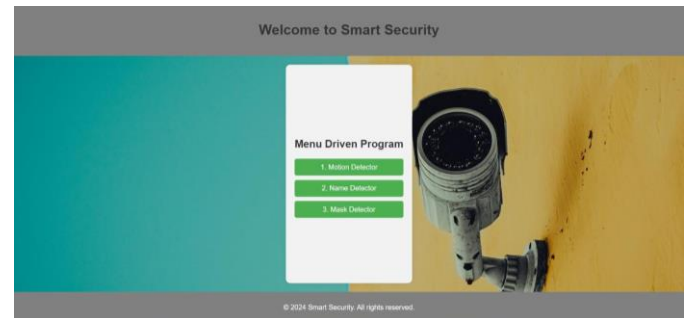 Welcome to Smart Security
Menu Driven Program
1. Motion Detector
2. Name Detector
3. Mask Detector
© 2024 Smart Security. All rights reserved.